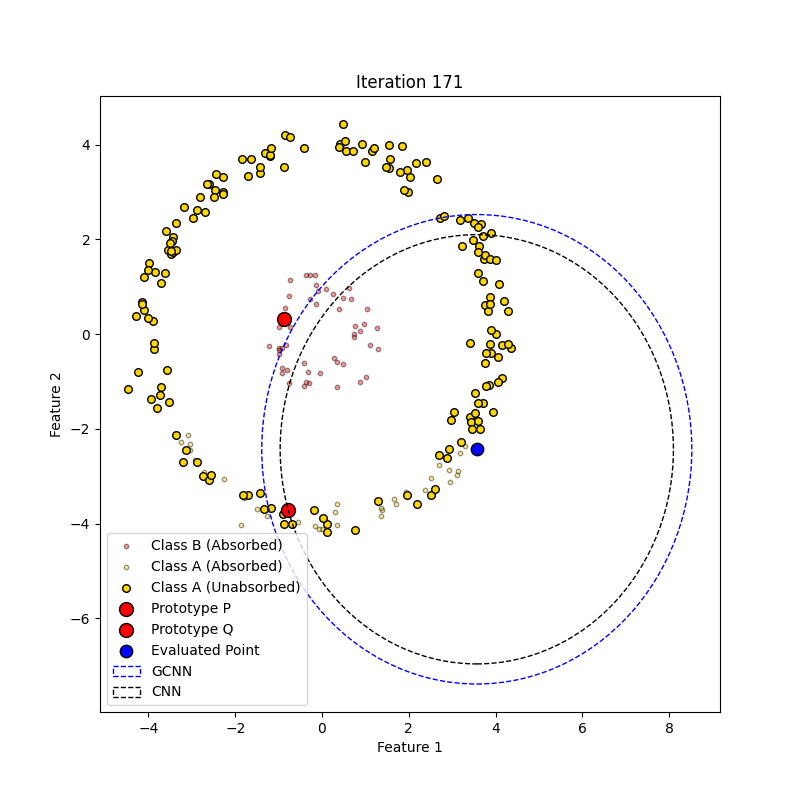 Iteration 171
Feature 2
4
2
0
−2
−4
−6
Class B (Absorbed)
Class A (Absorbed)
Class A (Unabsorbed)
Prototype P
Prototype Q
Evaluated Point
GCNN
CNN
−4 −2 0 2 4 6 8
Feature 1